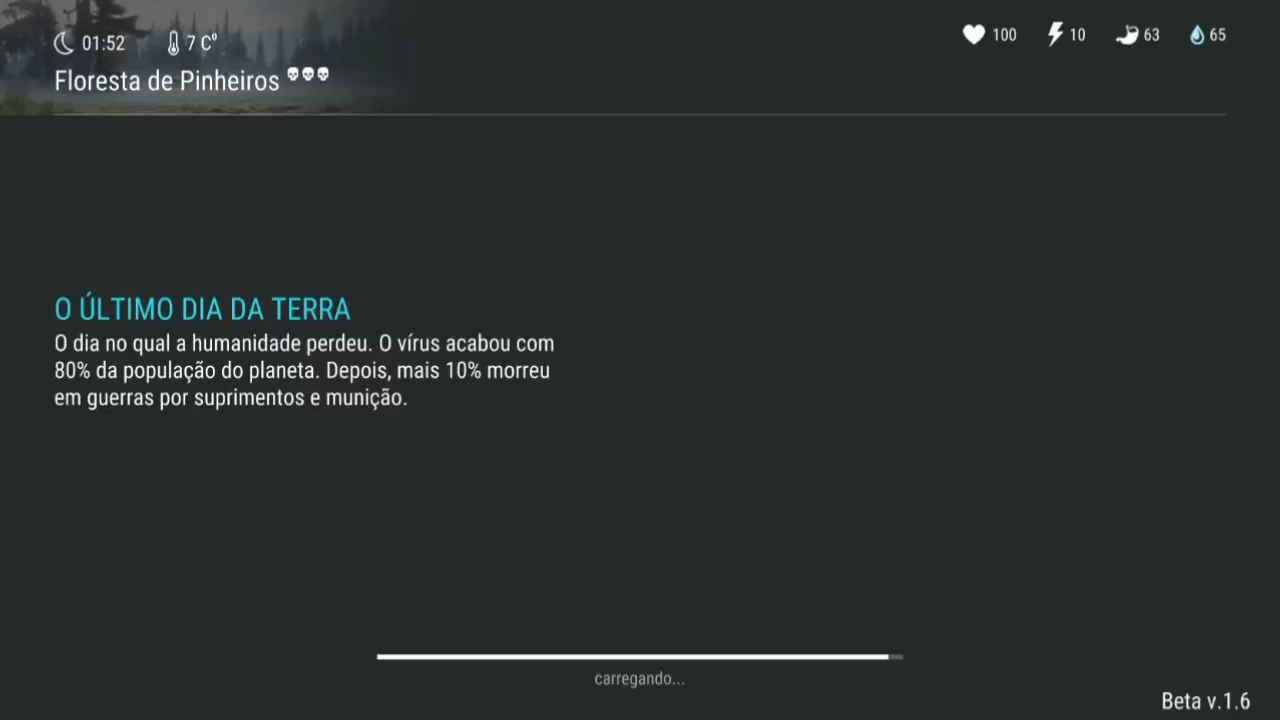 01:52 7 Cº
100 10 63 65
Floresta de Pinheiros
O ÚLTIMO DIA DA TERRA
O dia no qual a humanidade perdeu. O vírus acabou com
80% da população do planeta. Depois, mais 10% morreu
em guerras por suprimentos e munição.
carregando...
Beta v.1.6